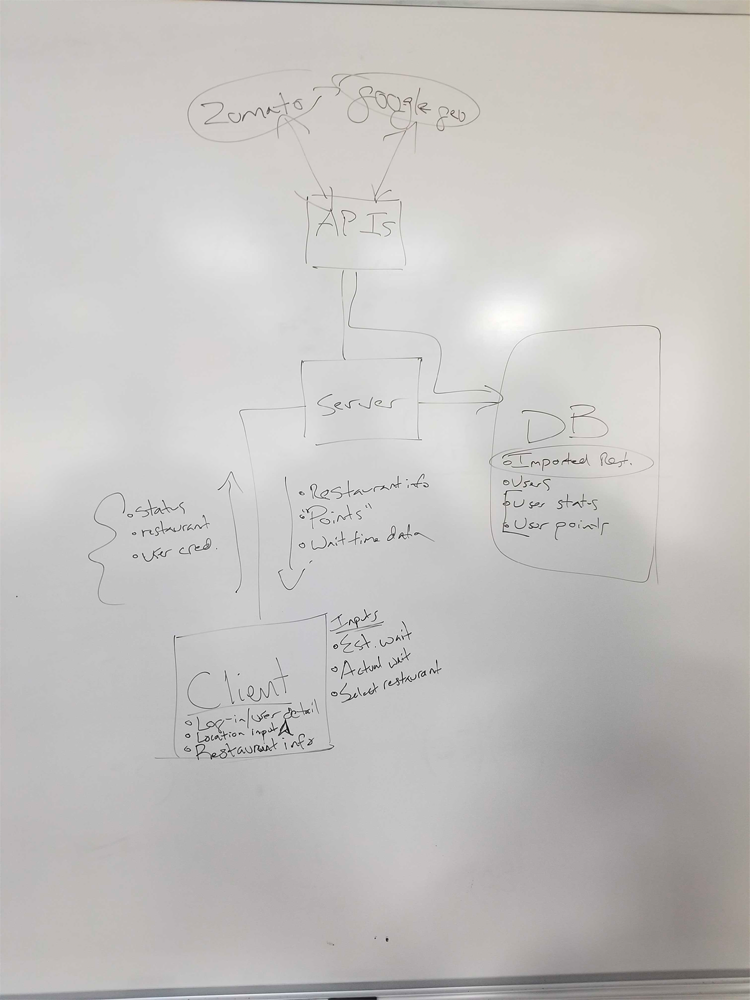 Zomato
google geo
APIs
Server
DB
Imported Rest.
Users
User status
User points
Status
restaurant
User cred.
Restaurant info
"Points"
Wait time data
Client
Log-in/user detail
Location input
Restaurant info
Inputs
Est. wait
Actual wait
Select restaurant